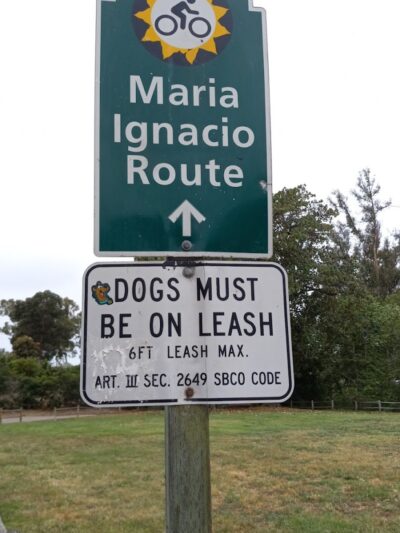 Maria
Ignacio
Route
DOGS MUST
BE ON LEASH
6FT LEASH MAX.
ART. III SEC. 2649 SBCO CODE